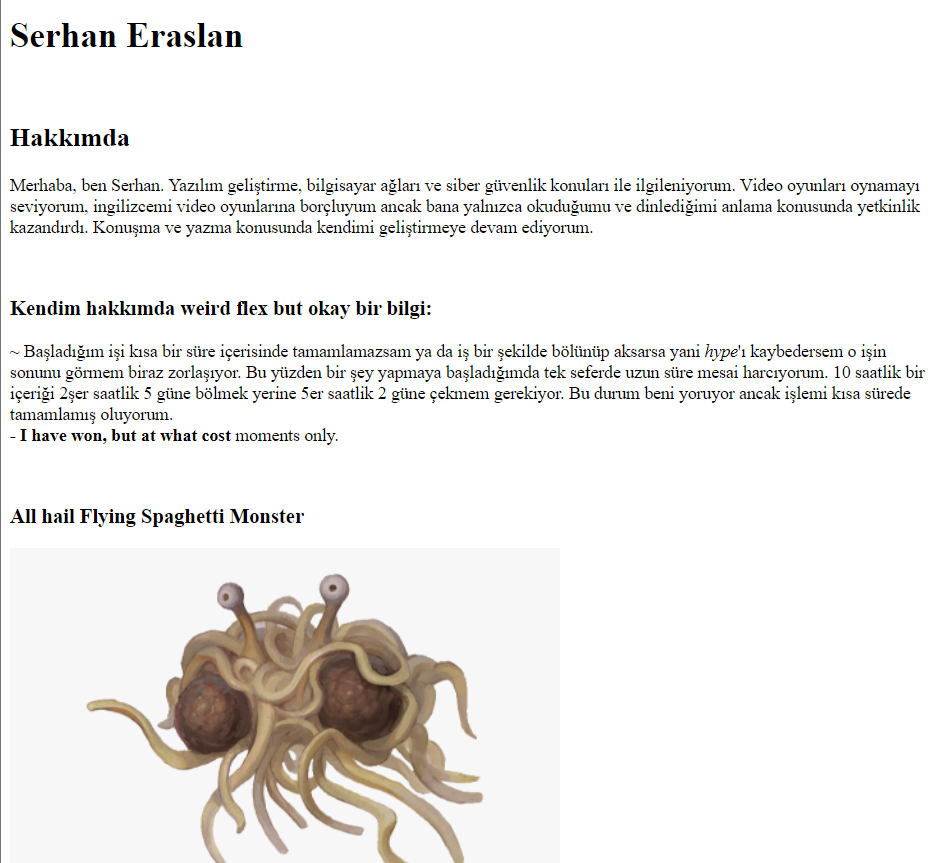 Serhan Eraslan
Hakkımda
Merhaba, ben Serhan. Yazılım geliştirme, bilgisayar ağları ve siber güvenlik konuları ile ilgileniyorum. Video oyunları oynamayı
seviyorum, ingilizcemi video oyunlarına borçluyum ancak bana yalnızca okuduğumu ve dinlediğimi anlama konusunda yetkinlik
kazandırdı. Konuşma ve yazma konusunda kendimi geliştirmeye devam ediyorum.
Kendim hakkımda weird flex but okay bir bilgi:
~ Başladığım işi kısa bir süre içerisinde tamamlamazsam ya da iş bir şekilde bölünüp aksarsa yani hype'ı kaybedersem o işin
sonunu görmem biraz zorlaşıyor. Bu yüzden bir şey yapmaya başladığımda tek seferde uzun süre mesai harcıyorum. 10 saatlik bir
içeriği 2şer saatlik 5 güne bölmek yerine 5er saatlik 2 güne çekmem gerekiyor. Bu durum beni yoruyor ancak işlemi kısa sürede
tamamlamış oluyorum.
- I have won, but at what cost moments only.
All hail Flying Spaghetti Monster